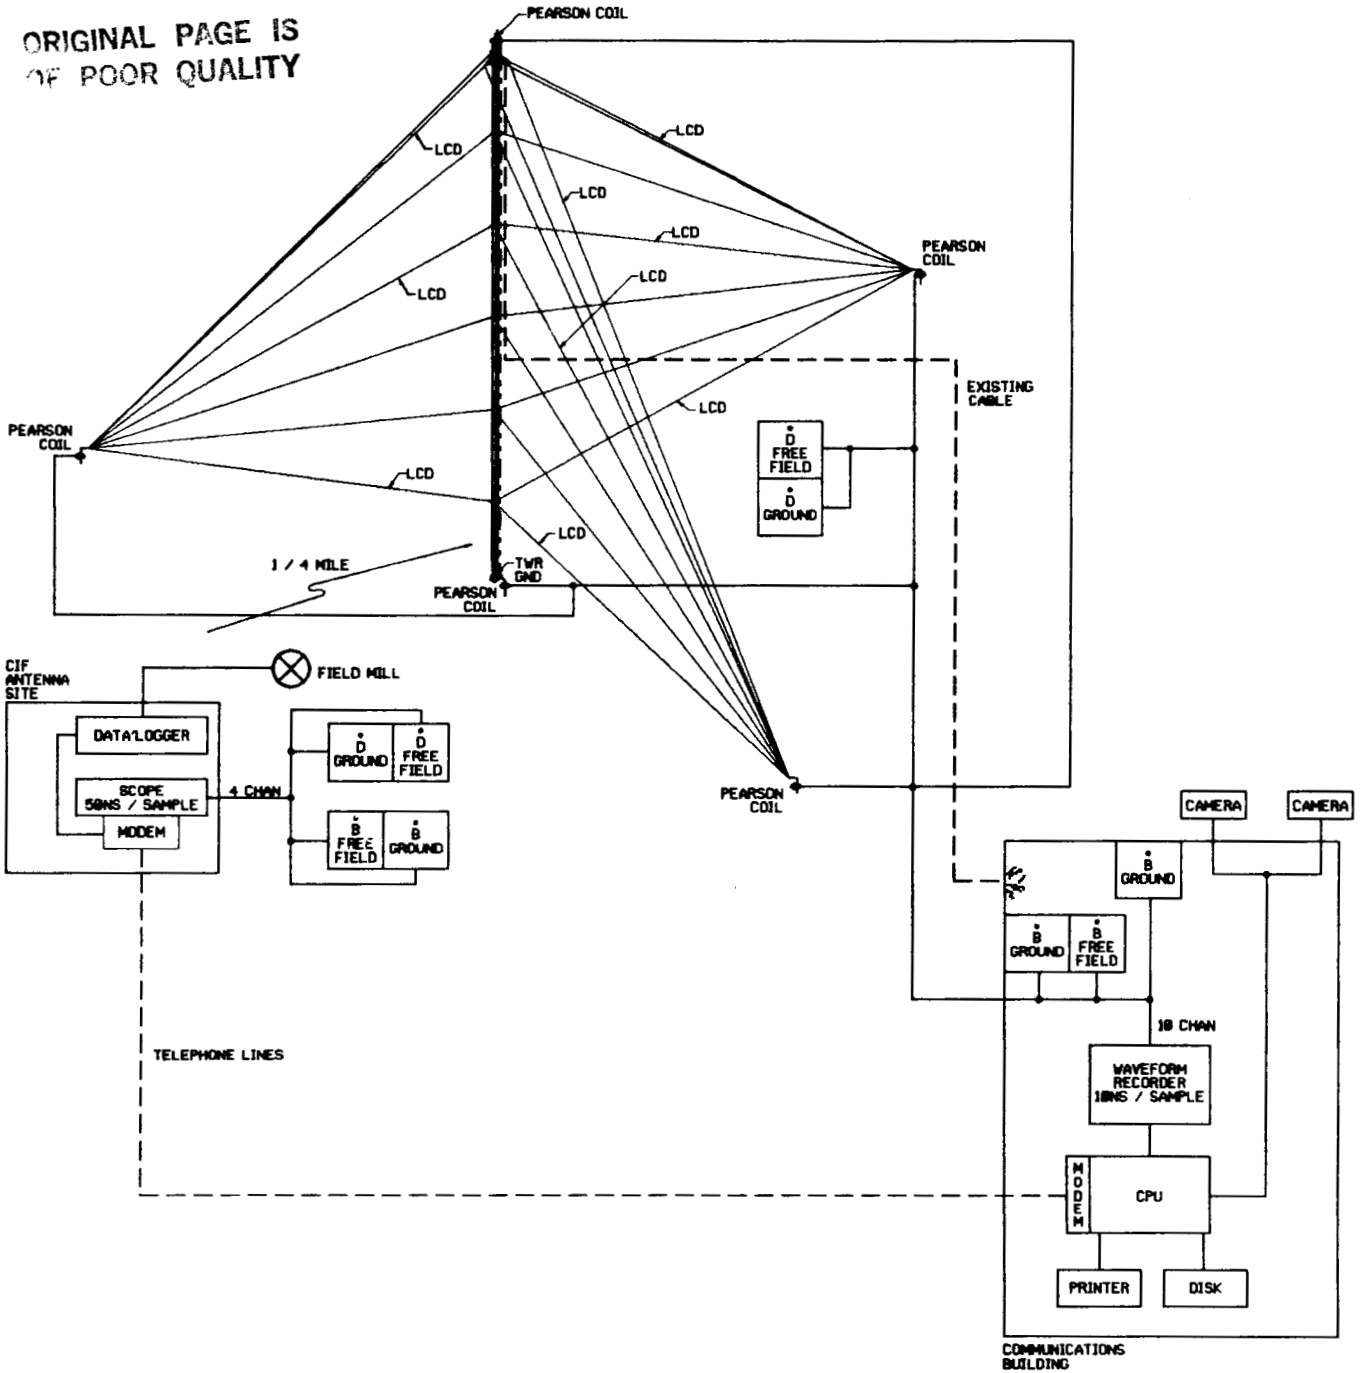 ORIGINAL PAGE IS
OF POOR QUALITY
PEARSON COIL
LCD
LCD
LCD
LCD
LCD
LCD
PEARSON
COIL
LCD
EXISTING
CABLE
LCD
PEARSON
COIL
Ḋ
FREE
FIELD
Ḋ
GROUND
LCD
LCD
1 / 4 MILE
TWR
GND
PEARSON
COIL
CIF
ANTENNA
SITE
FIELD MILL
DATA LOGGER
SCOPE
50NS / SAMPLE
MODEM
4 CHAN
Ḋ
GROUND
Ḋ
FREE
FIELD
Ḃ
FREE
FIELD
Ḃ
GROUND
PEARSON
COIL
CAMERA
CAMERA
Ḃ
GROUND
Ḃ
GROUND
Ḃ
FREE
FIELD
10 CHAN
WAVEFORM
RECORDER
10NS / SAMPLE
TELEPHONE LINES
MODEM
CPU
PRINTER
DISK
COMMUNICATIONS
BUILDING